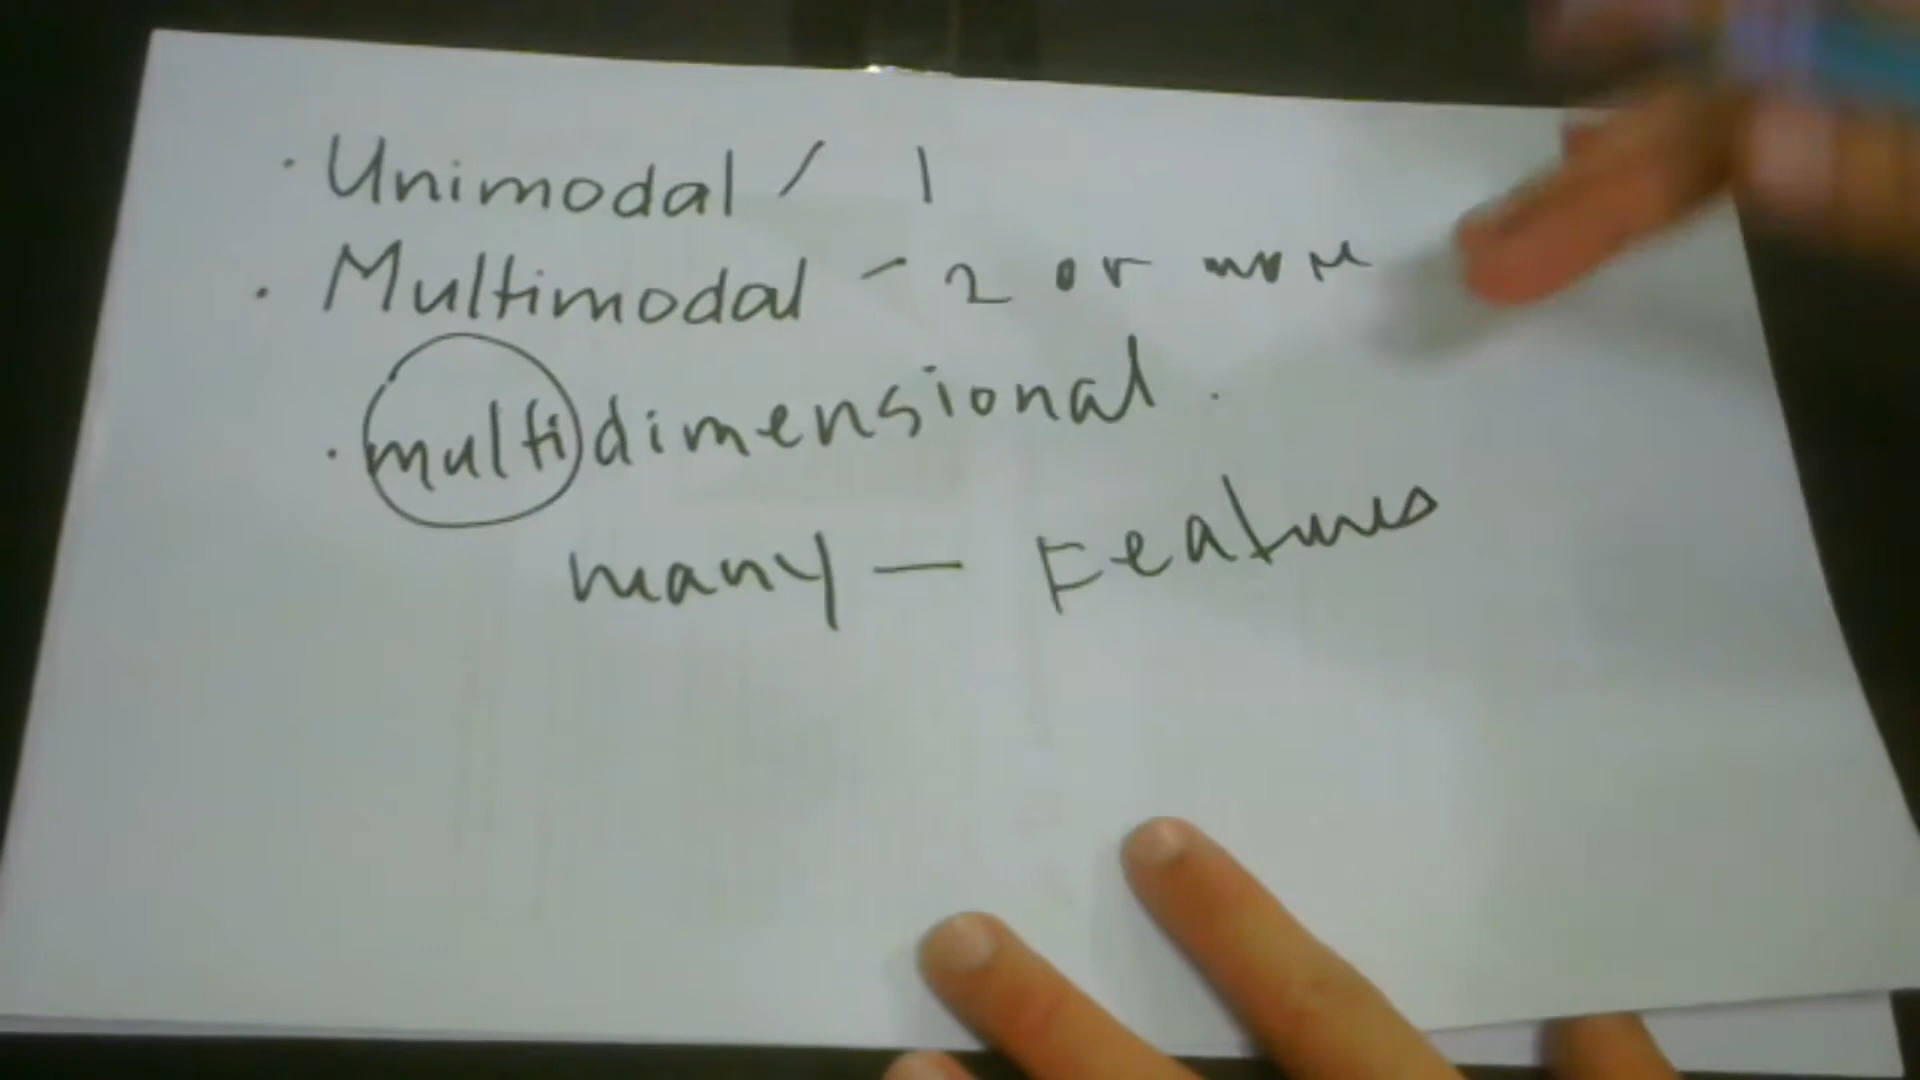 · Unimodal / 1
· Multimodal - 2 or more
· multidimensional.
many — Features